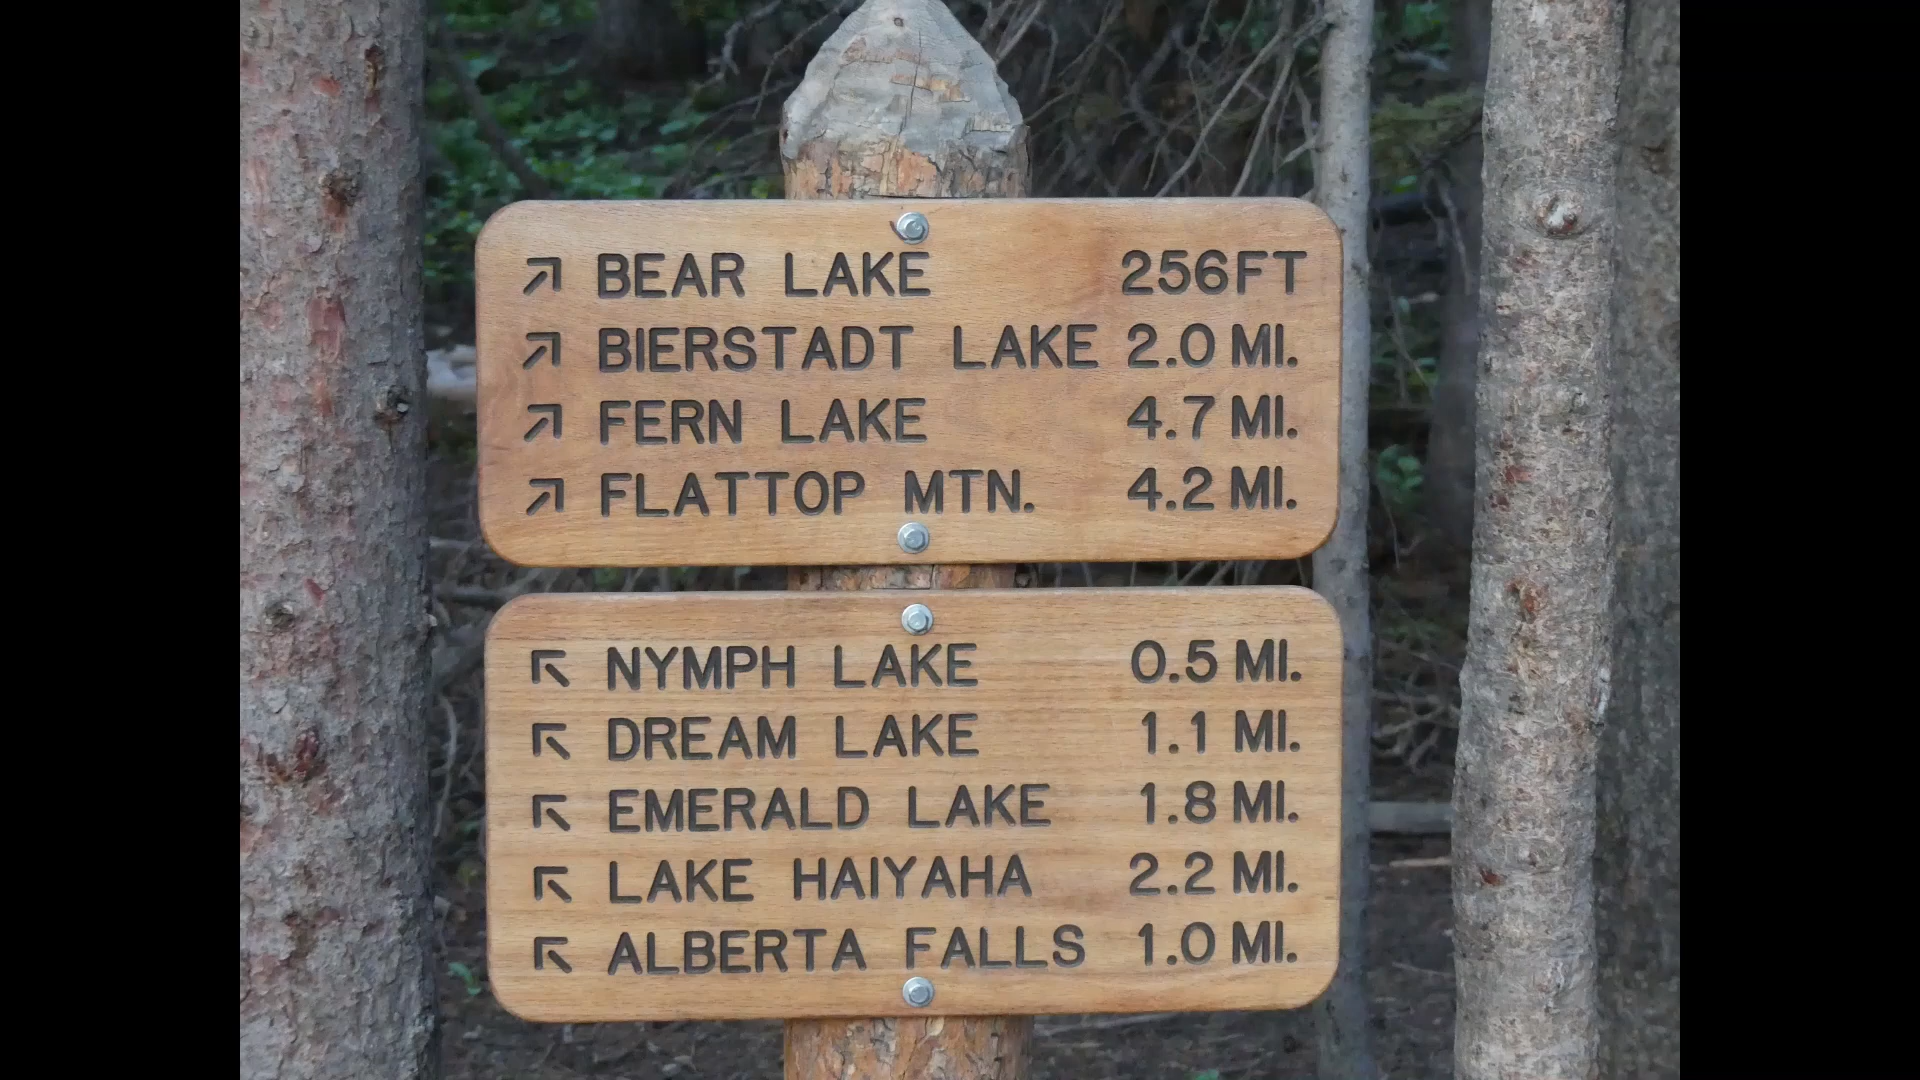 ↗ BEAR LAKE 256FT
↗ BIERSTADT LAKE 2.0 MI.
↗ FERN LAKE 4.7 MI.
↗ FLATTOP MTN. 4.2 MI.
↖ NYMPH LAKE 0.5 MI.
↖ DREAM LAKE 1.1 MI.
↖ EMERALD LAKE 1.8 MI.
↖ LAKE HAIYAHA 2.2 MI.
↖ ALBERTA FALLS 1.0 MI.